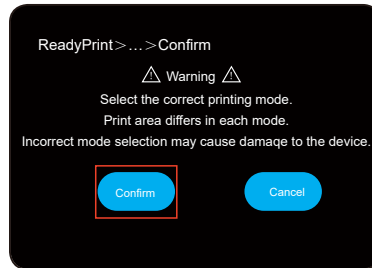 ReadyPrint＞...＞Confirm
⚠ Warning ⚠
Select the correct printing mode.
Print area differs in each mode.
Incorrect mode selection may cause damaqe to the device.
Confirm Cancel